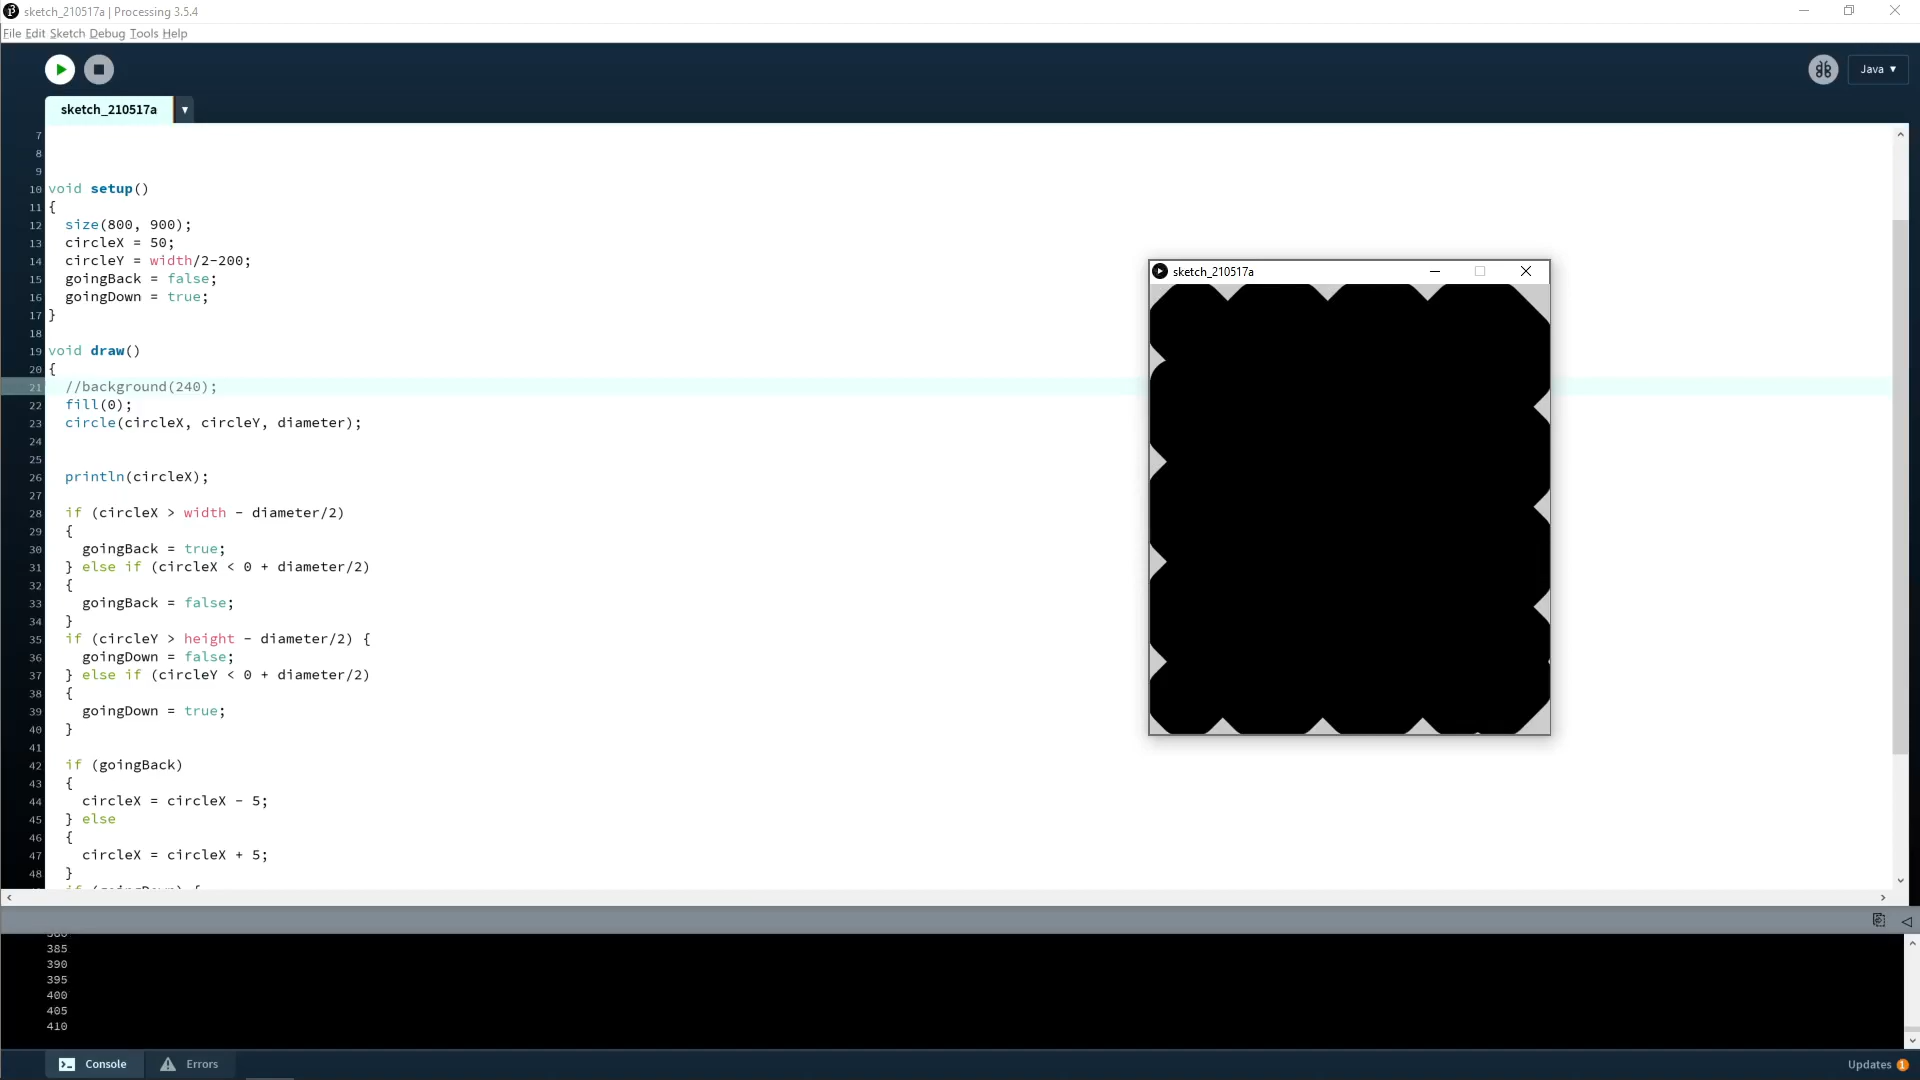 sketch_210517a | Processing 3.5.4
File Edit Sketch Debug Tools Help
Java ▼
sketch_210517a ▼
7
8
9
10 void setup()
11 {
12   size(800, 900);
13   circleX = 50;
14   circleY = width/2-200;
15   goingBack = false;
16   goingDown = true;
17 }
18
19 void draw()
20 {
21   //background(240);
22   fill(0);
23   circle(circleX, circleY, diameter);
24
25
26   println(circleX);
27
28   if (circleX > width - diameter/2)
29   {
30     goingBack = true;
31   } else if (circleX < 0 + diameter/2)
32   {
33     goingBack = false;
34   }
35   if (circleY > height - diameter/2) {
36     goingDown = false;
37   } else if (circleY < 0 + diameter/2)
38   {
39     goingDown = true;
40   }
41
42   if (goingBack)
43   {
44     circleX = circleX - 5;
45   } else
46   {
47     circleX = circleX + 5;
48   }
sketch_210517a
385
390
395
400
405
410
Console
Errors
Updates 1